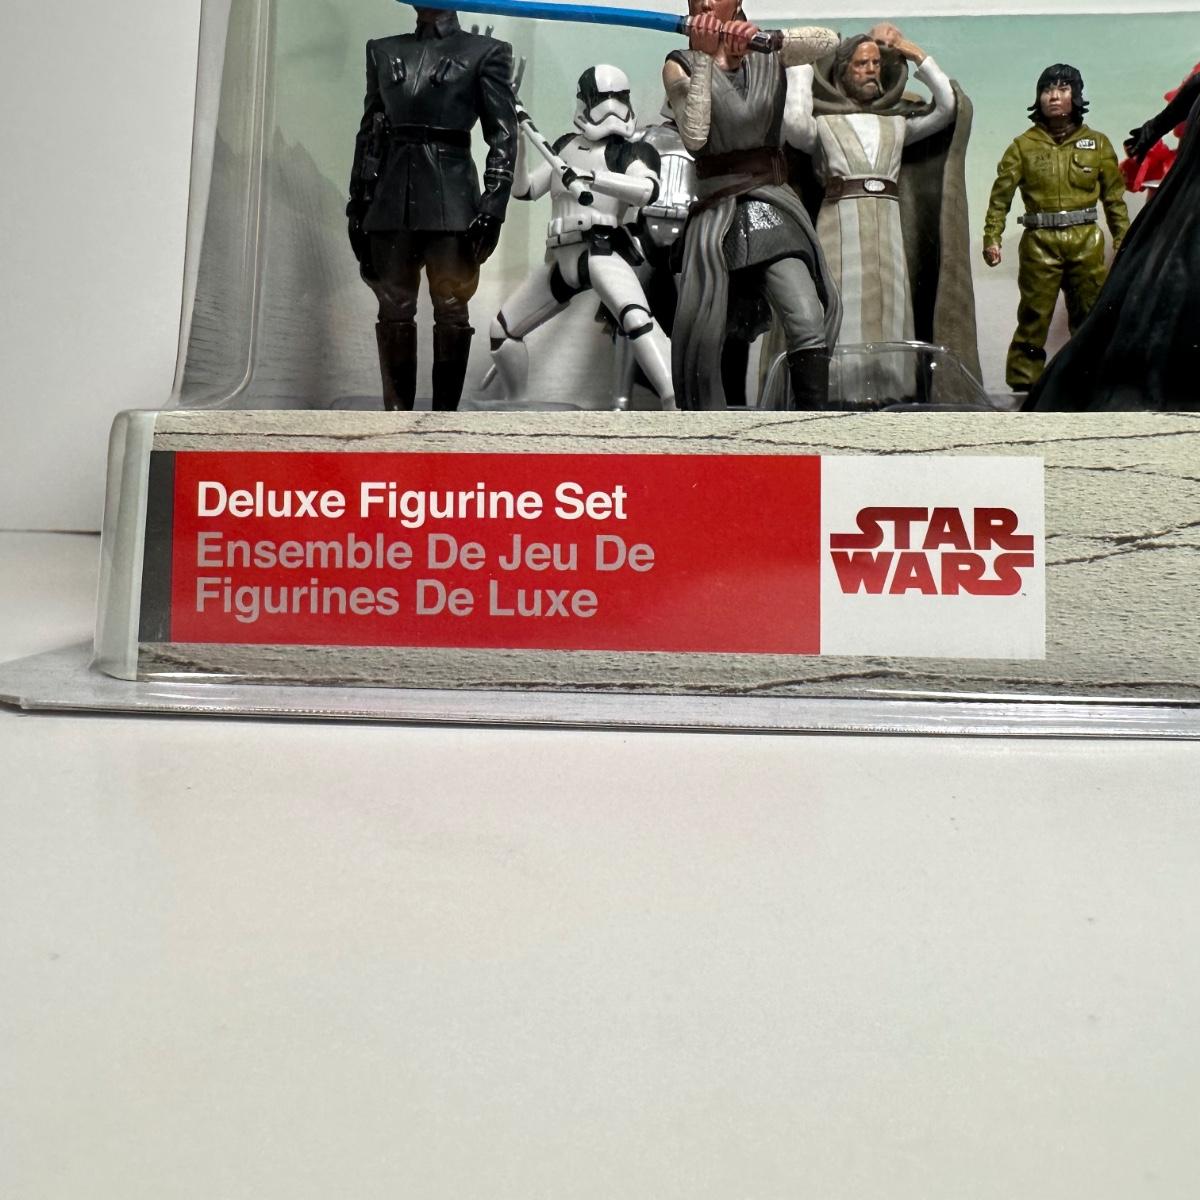 Deluxe Figurine Set
Ensemble De Jeu De
Figurines De Luxe
STAR
WARS